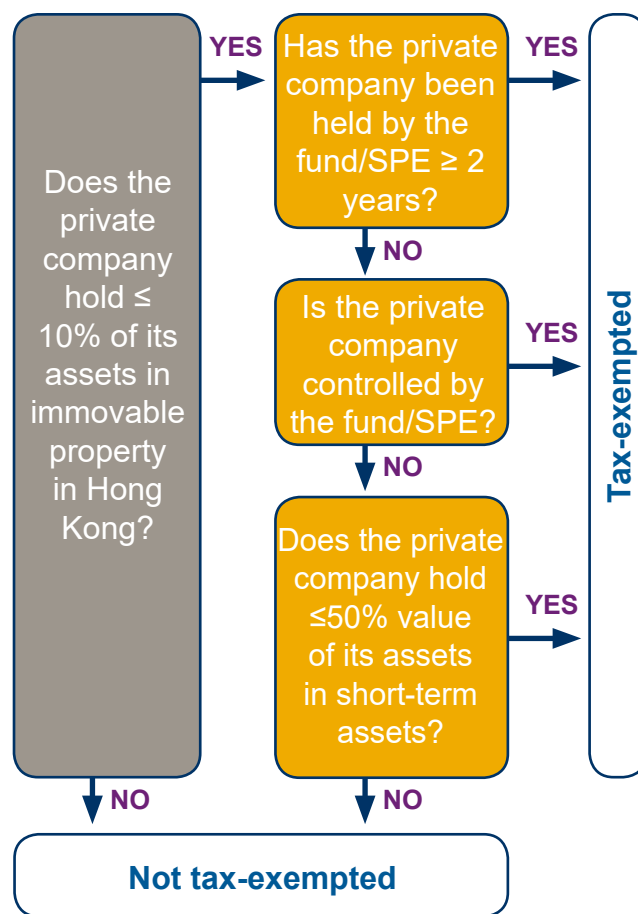 Does the
private
company
hold ≤
10% of its
assets in
immovable
property
in Hong
Kong?
YES
Has the private
company been
held by the
fund/SPE ≥ 2
years?
YES
NO
Is the private
company
controlled by
the fund/SPE?
YES
NO
Does the private
company hold
≤50% value
of its assets
in short-term
assets?
YES
Tax-exempted
NO
NO
Not tax-exempted